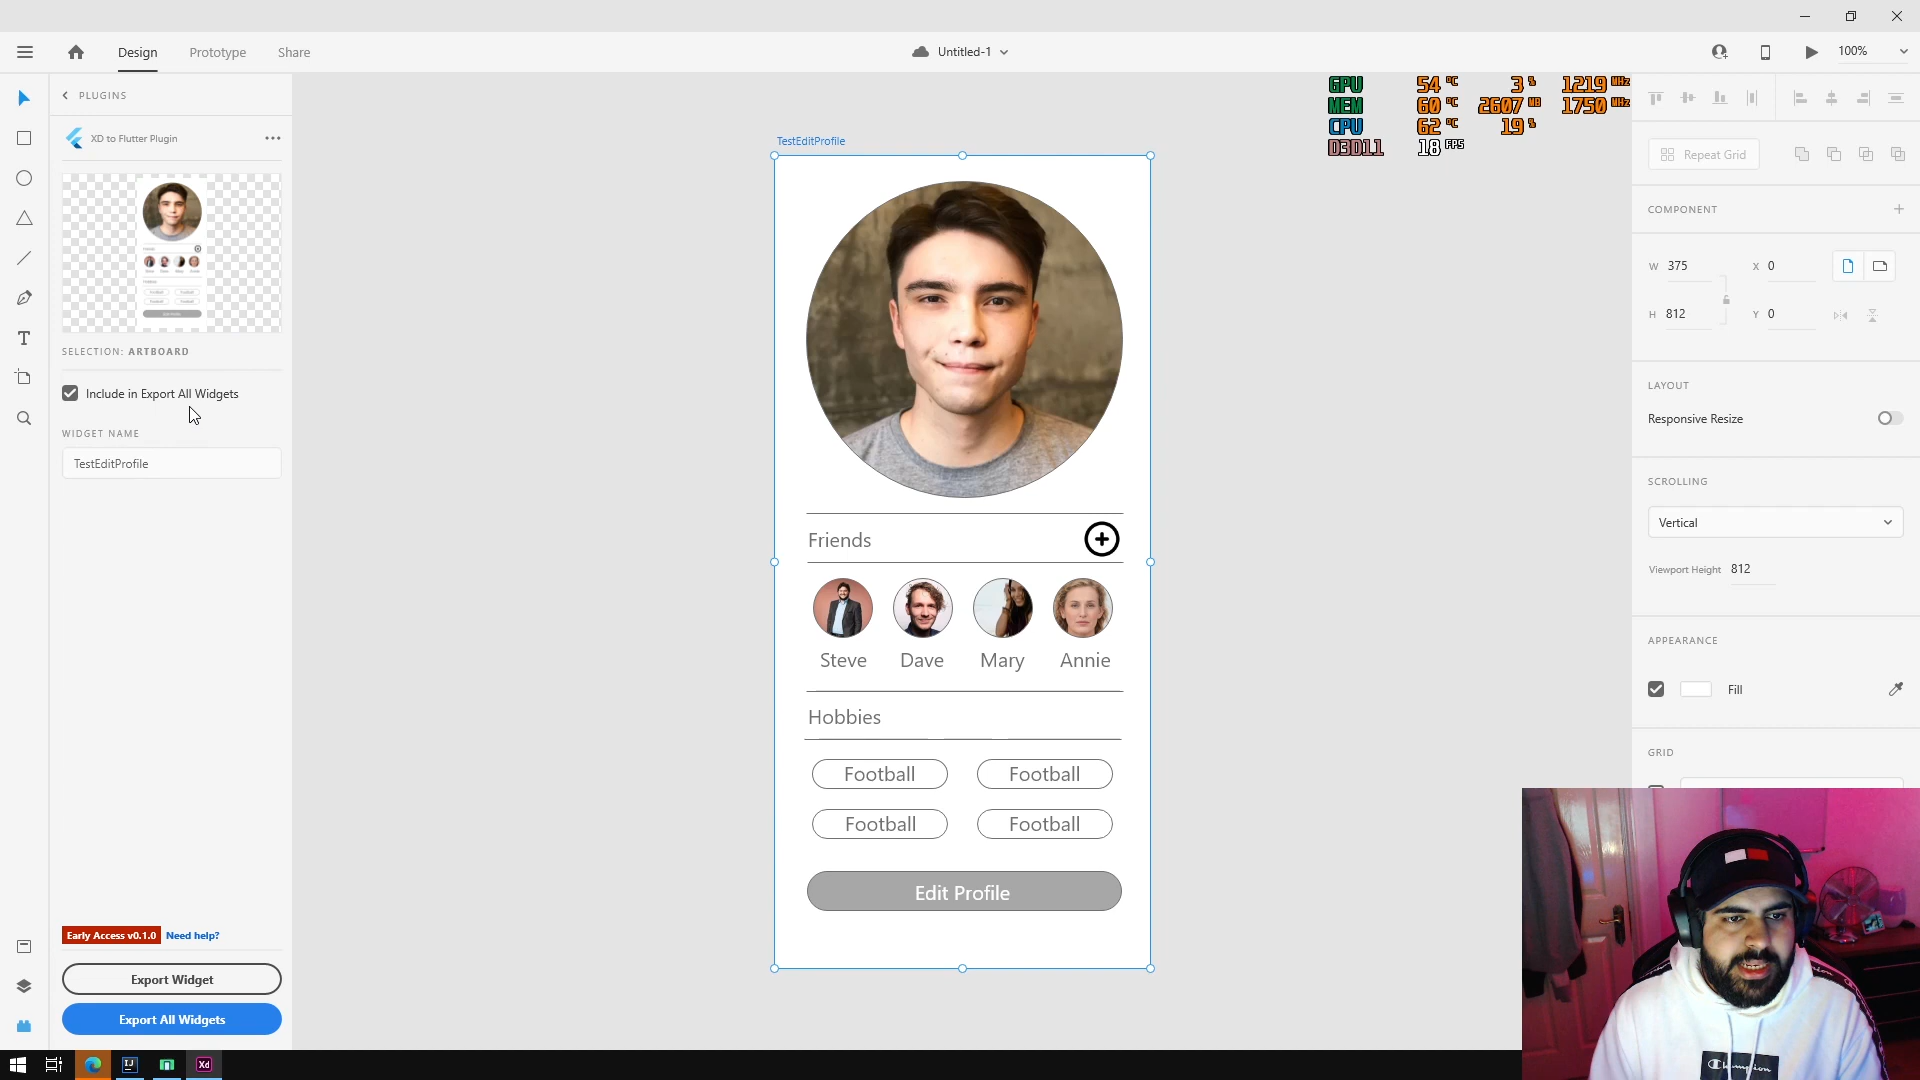 Design Prototype Share
Untitled-1
100%
PLUGINS
XD to Flutter Plugin
SELECTION: ARTBOARD
Include in Export All Widgets
WIDGET NAME
TestEditProfile
Early Access v0.1.0 Need help?
Export Widget
Export All Widgets
TestEditProfile
Friends
Steve Dave Mary Annie
Hobbies
Football Football
Football Football
Edit Profile
GPU 54 °C 3 % 1219 MHz
MEM 60 °C 2607 MB 1750 MHz
CPU 62 °C 19 %
D3D11 18 FPS
Repeat Grid
COMPONENT
W 375 X 0
H 812 Y 0
LAYOUT
Responsive Resize
SCROLLING
Vertical
Viewport Height 812
APPEARANCE
Fill
GRID
Champion
IJ
Xd